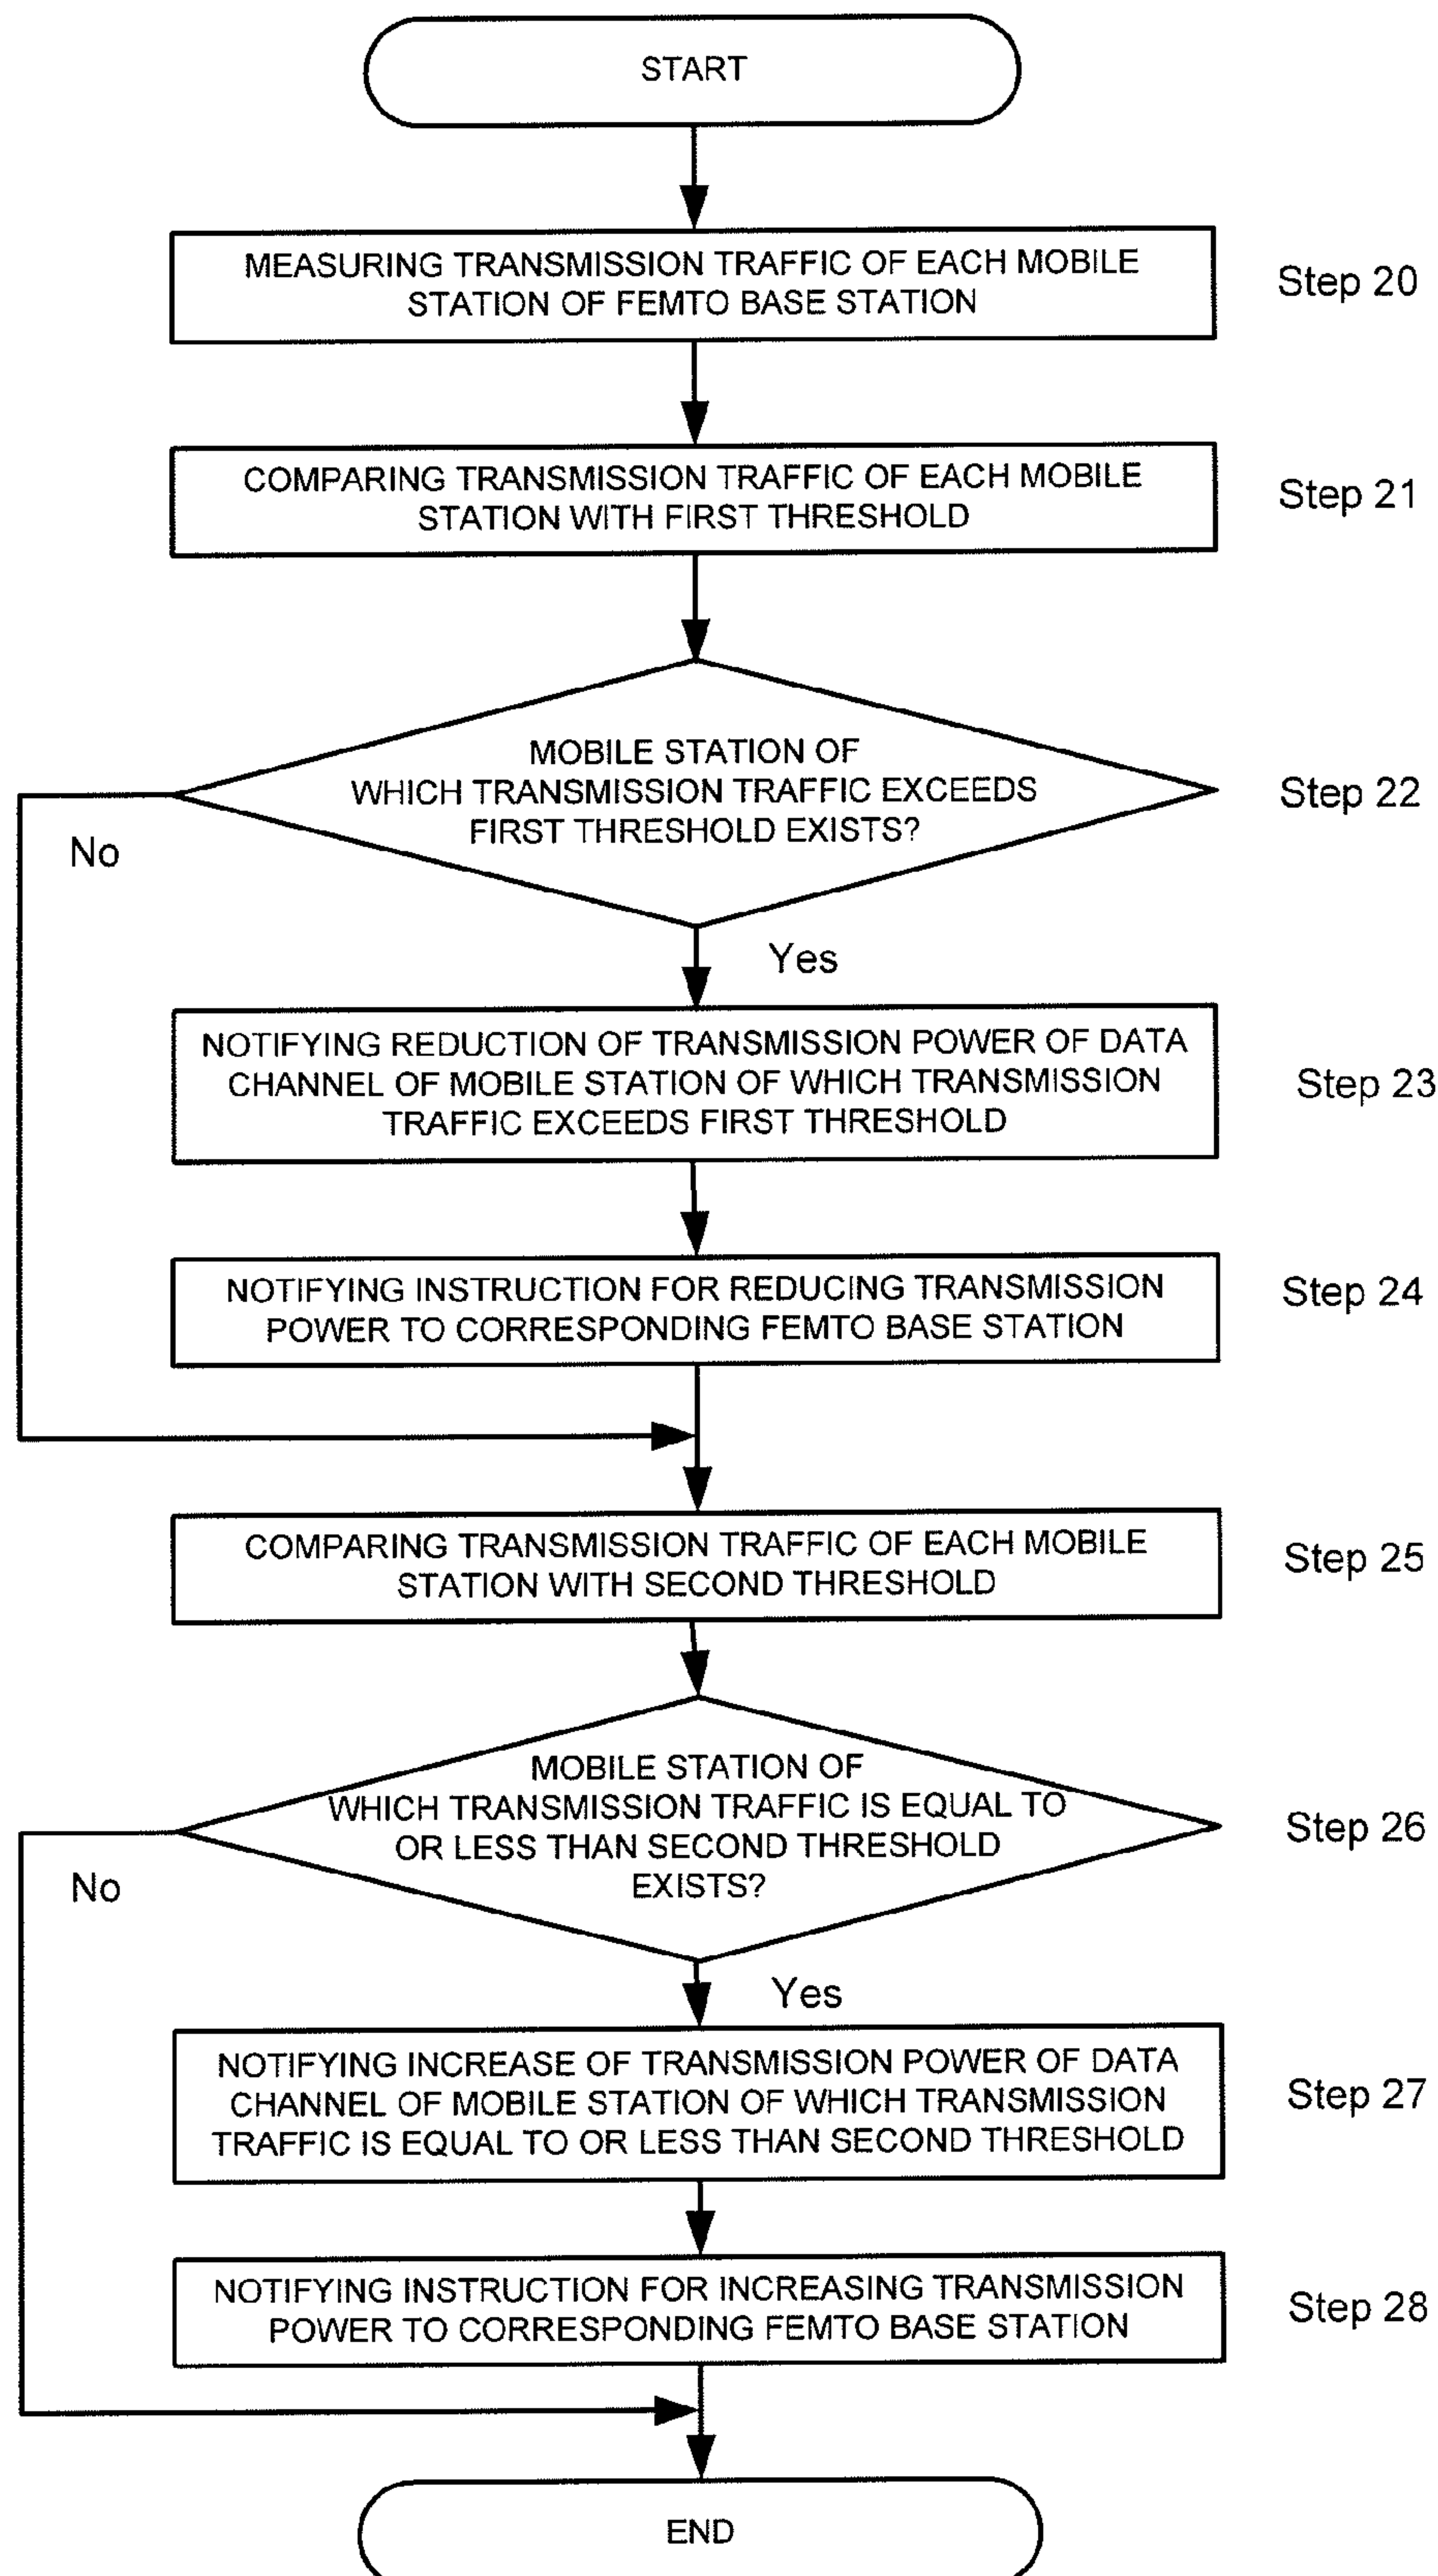 START
MEASURING TRANSMISSION TRAFFIC OF EACH MOBILE
STATION OF FEMTO BASE STATION
Step 20
COMPARING TRANSMISSION TRAFFIC OF EACH MOBILE
STATION WITH FIRST THRESHOLD
Step 21
MOBILE STATION OF
WHICH TRANSMISSION TRAFFIC EXCEEDS
FIRST THRESHOLD EXISTS?
Step 22
No
Yes
NOTIFYING REDUCTION OF TRANSMISSION POWER OF DATA
CHANNEL OF MOBILE STATION OF WHICH TRANSMISSION
TRAFFIC EXCEEDS FIRST THRESHOLD
Step 23
NOTIFYING INSTRUCTION FOR REDUCING TRANSMISSION
POWER TO CORRESPONDING FEMTO BASE STATION
Step 24
COMPARING TRANSMISSION TRAFFIC OF EACH MOBILE
STATION WITH SECOND THRESHOLD
Step 25
MOBILE STATION OF
WHICH TRANSMISSION TRAFFIC IS EQUAL TO
OR LESS THAN SECOND THRESHOLD
EXISTS?
Step 26
No
Yes
NOTIFYING INCREASE OF TRANSMISSION POWER OF DATA
CHANNEL OF MOBILE STATION OF WHICH TRANSMISSION
TRAFFIC IS EQUAL TO OR LESS THAN SECOND THRESHOLD
Step 27
NOTIFYING INSTRUCTION FOR INCREASING TRANSMISSION
POWER TO CORRESPONDING FEMTO BASE STATION
Step 28
END